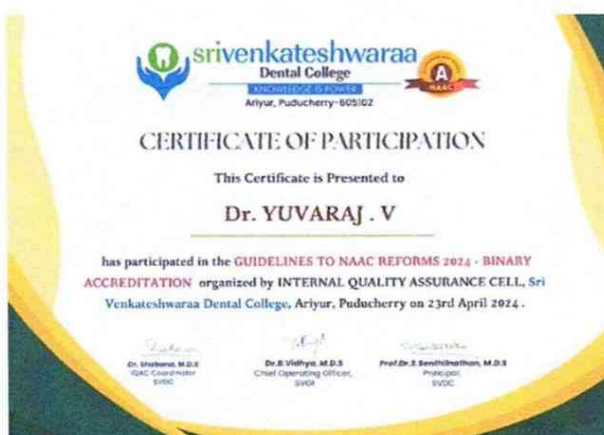 srivenkateshwaraa
Dental College
KNOWLEDGE IS POWER
Ariyur, Puducherry-605102
A
NAAC
CERTIFICATE OF PARTICIPATION
This Certificate is Presented to
Dr. YUVARAJ . V
has participated in the GUIDELINES TO NAAC REFORMS 2024 - BINARY
ACCREDITATION organized by INTERNAL QUALITY ASSURANCE CELL, Sri
Venkateshwaraa Dental College, Ariyur, Puducherry on 23rd April 2024 .
Dr. Shabana, M.D.S
IQAC Coordinator
SVDC
Dr.B.Vidhya, M.D.S
Chief Operating Officer,
SVGI
Prof.Dr.S.Senthilnathan, M.D.S
Principal,
SVDC